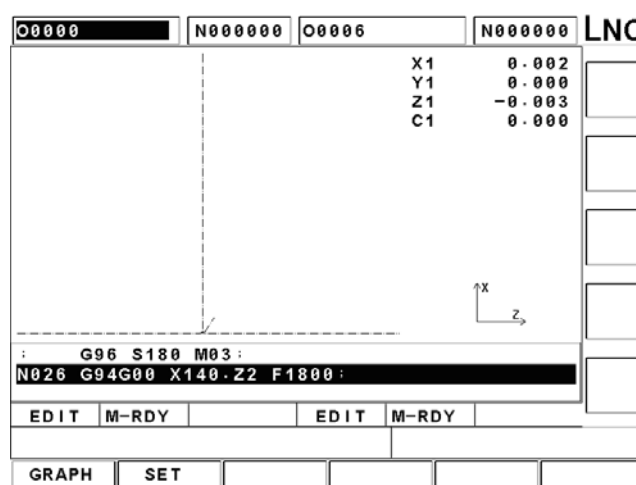 O0000 N000000 O0006 N000000 LNC
X1 0.002
Y1 0.000
Z1 -0.003
C1 0.000
X
Z
; G96 S180 M03;
N026 G94G00 X140.Z2 F1800;
EDIT M-RDY EDIT M-RDY
GRAPH SET